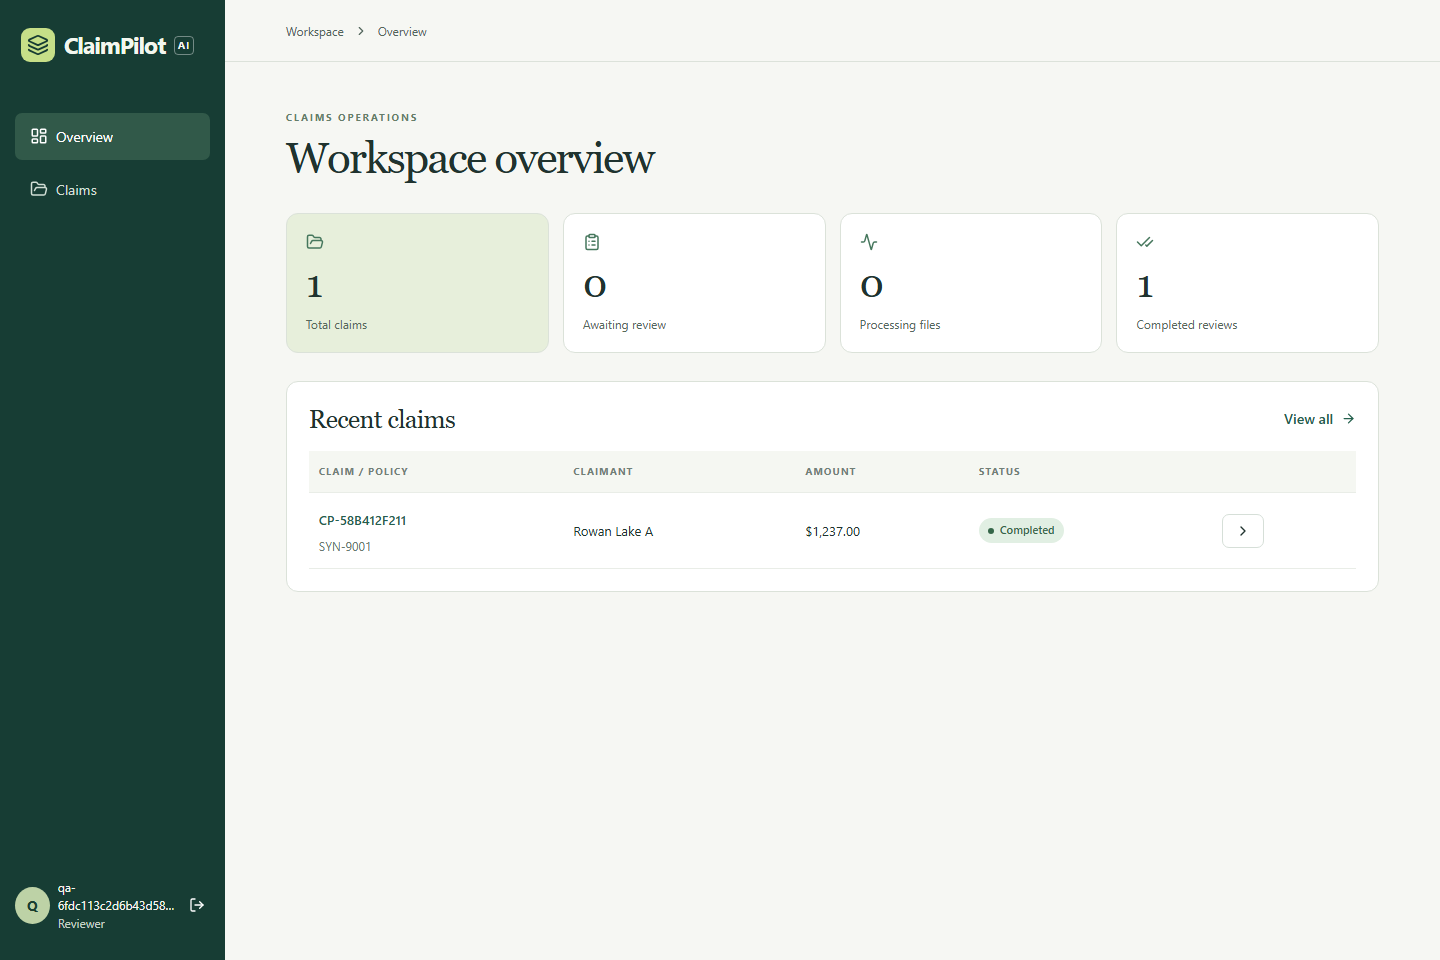 ClaimPilot AI
Workspace > Overview
Overview
Claims
CLAIMS OPERATIONS
Workspace overview
1
Total claims
0
Awaiting review
0
Processing files
1
Completed reviews
Recent claims
View all →
CLAIM / POLICY CLAIMANT AMOUNT STATUS
CP-58B412F211
SYN-9001
Rowan Lake A
$1,237.00
Completed
Q
qa-
6fdc113c2d6b43d58...
Reviewer